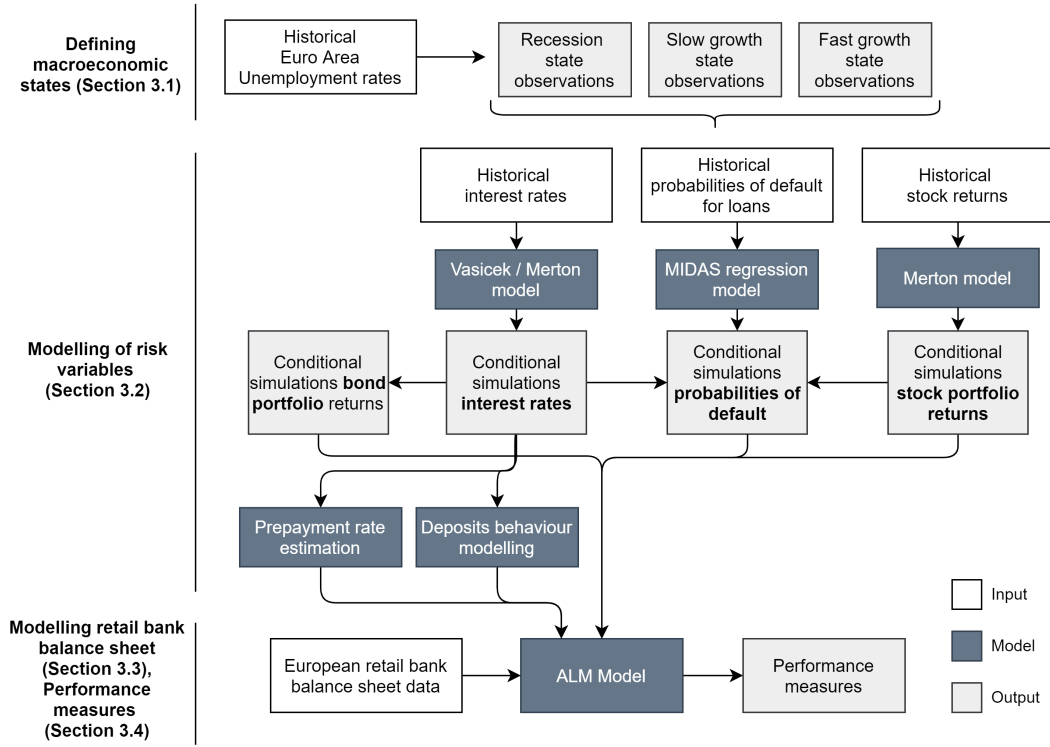 Defining
macroeconomic
states (Section 3.1)
Historical
Euro Area
Unemployment rates
Recession
state
observations
Slow growth
state
observations
Fast growth
state
observations
Modelling of risk
variables
(Section 3.2)
Historical
interest rates
Historical
probabilities of default
for loans
Historical
stock returns
Vasicek / Merton
model
MIDAS regression
model
Merton model
Conditional
simulations bond
portfolio returns
Conditional
simulations
interest rates
Conditional
simulations
probabilities of
default
Conditional
simulations
stock portfolio
returns
Prepayment rate
estimation
Deposits behaviour
modelling
Modelling retail bank
balance sheet
(Section 3.3),
Performance
measures
(Section 3.4)
European retail bank
balance sheet data
ALM Model
Performance
measures
Input
Model
Output